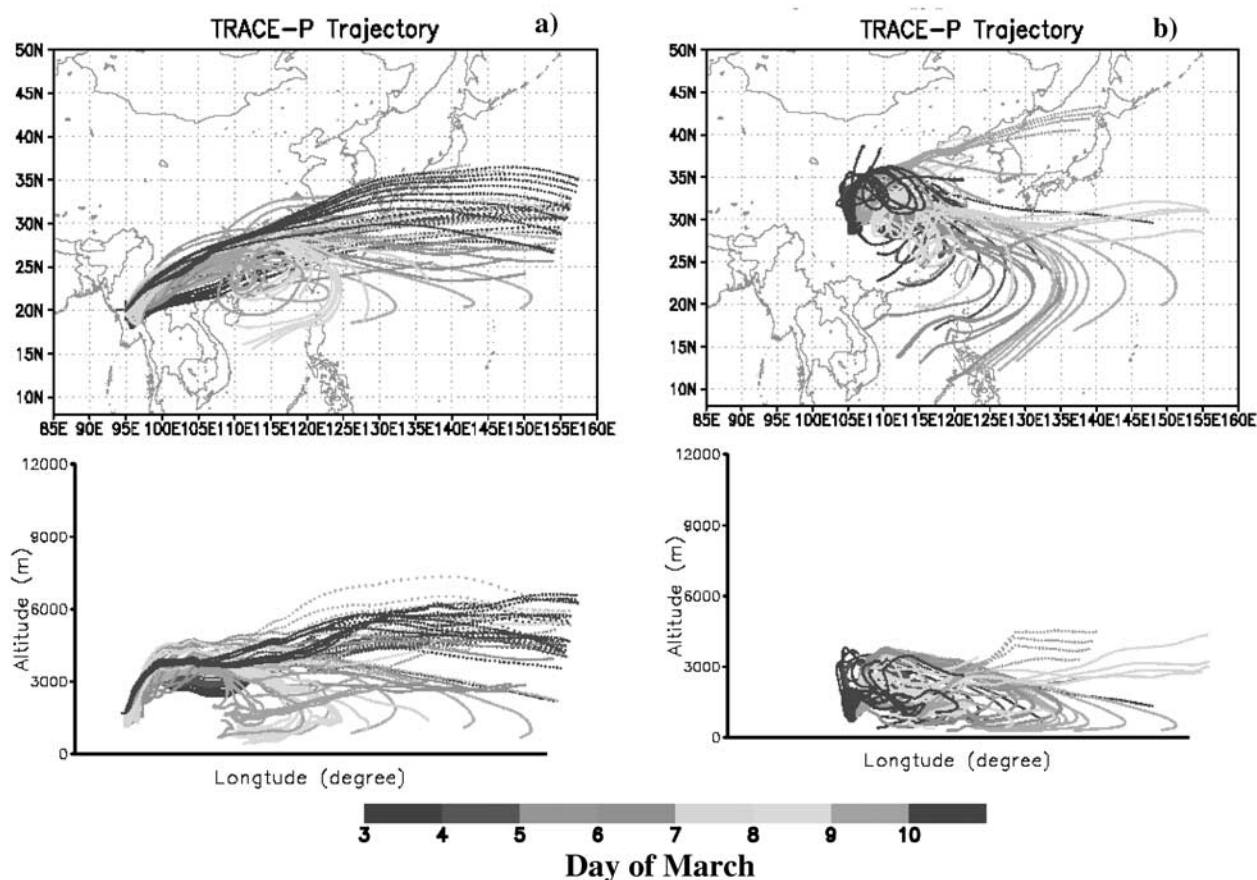 TRACE-P Trajectory a)
50N
45N
40N
35N
30N
25N
20N
15N
10N
85E 90E 95E 100E105E110E115E120E125E130E135E140E145E150E155E160E
TRACE-P Trajectory b)
50N
45N
40N
35N
30N
25N
20N
15N
10N
85E 90E 95E 100E105E110E115E120E125E130E135E140E145E150E155E160E
12000
9000
6000
3000
0
Altitude (m)
Longtude (degree)
12000
9000
6000
3000
0
Altitude (m)
Longtude (degree)
3 4 5 6 7 8 9 10
Day of March